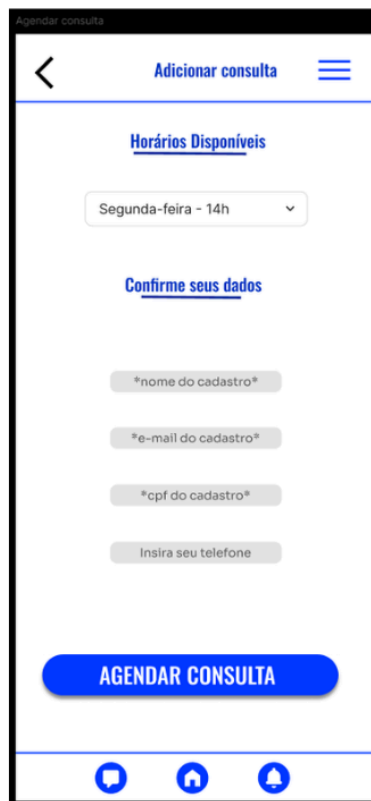 Agendar consulta
Adicionar consulta
Horários Disponíveis
Segunda-feira - 14h
Confirme seus dados
*nome do cadastro*
*e-mail do cadastro*
*cpf do cadastro*
Insira seu telefone
AGENDAR CONSULTA